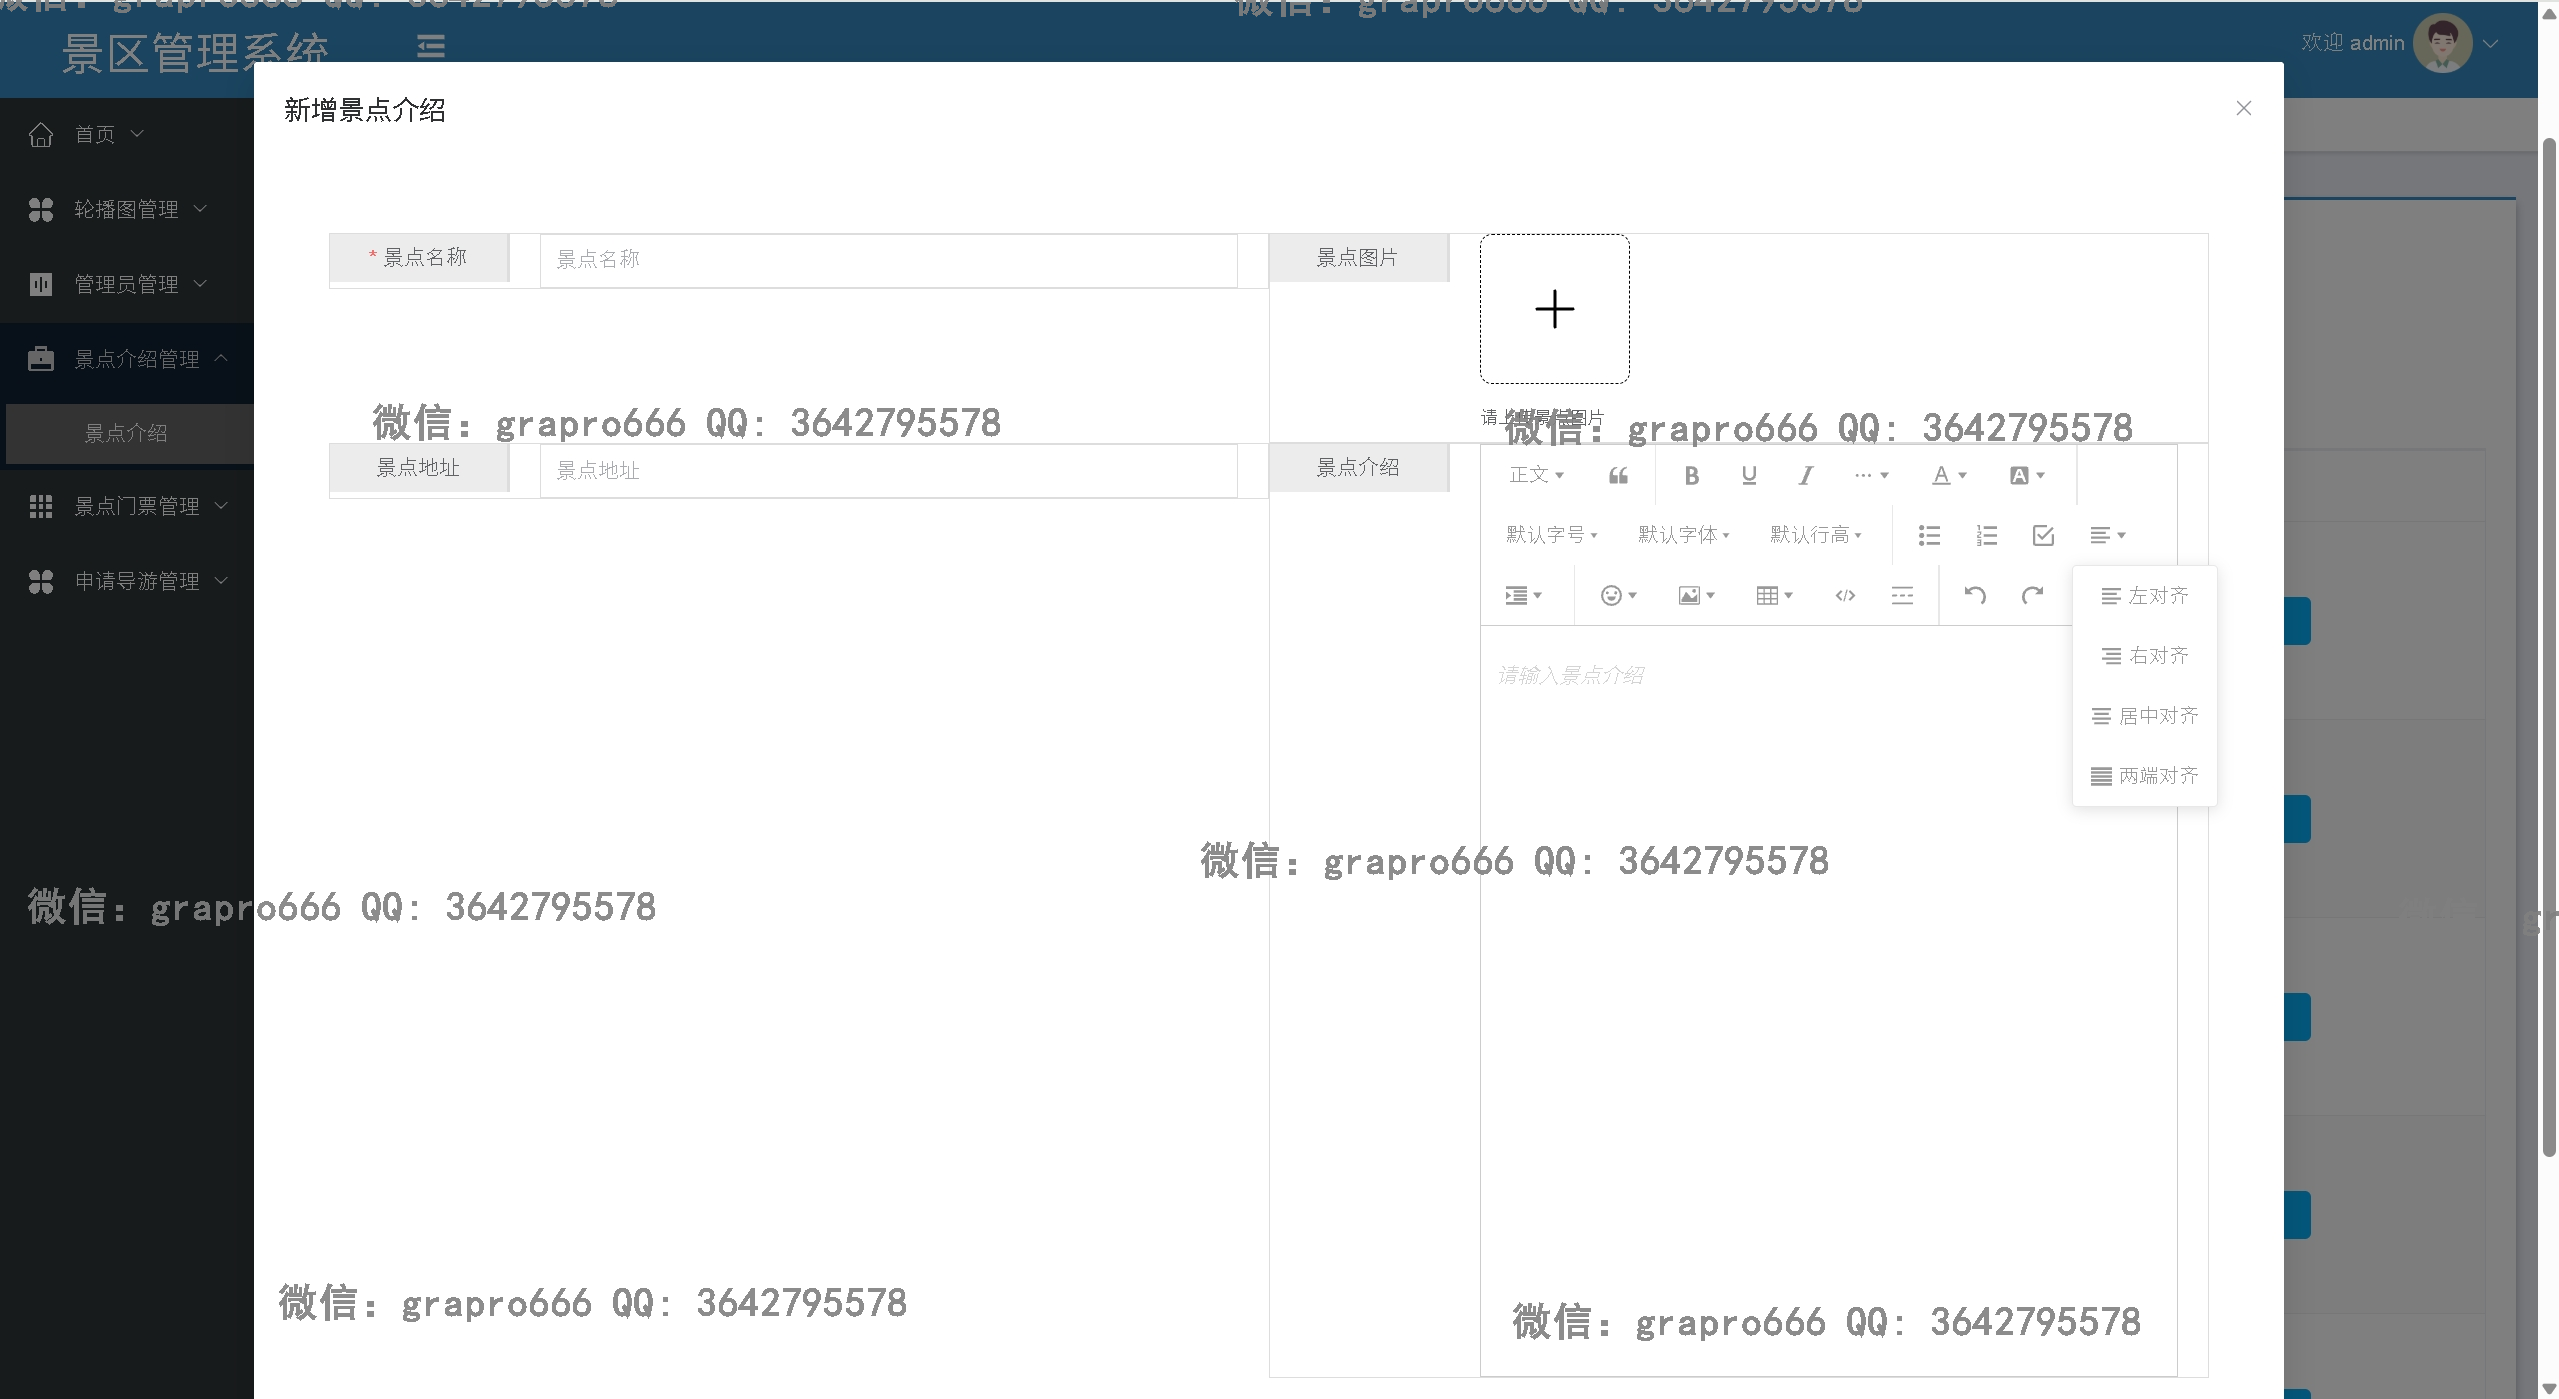 微信: grapro666 QQ: 3642795578
微信: grapro666 QQ: 3642795578
景区管理系统
欢迎 admin
新增景点介绍
首页
轮播图管理
管理员管理
景点介绍管理
景点介绍
景点门票管理
申请导游管理
* 景点名称
景点名称
景点图片
请上传景点图片
微信: grapro666 QQ: 3642795578
微信: grapro666 QQ: 3642795578
景点地址
景点地址
景点介绍
正文
默认字号 默认字体 默认行高
左对齐
右对齐
居中对齐
两端对齐
请输入景点介绍
微信: grapro666 QQ: 3642795578
微信: grapro666 QQ: 3642795578
gr
微信: grapro666 QQ: 3642795578
微信: grapro666 QQ: 3642795578